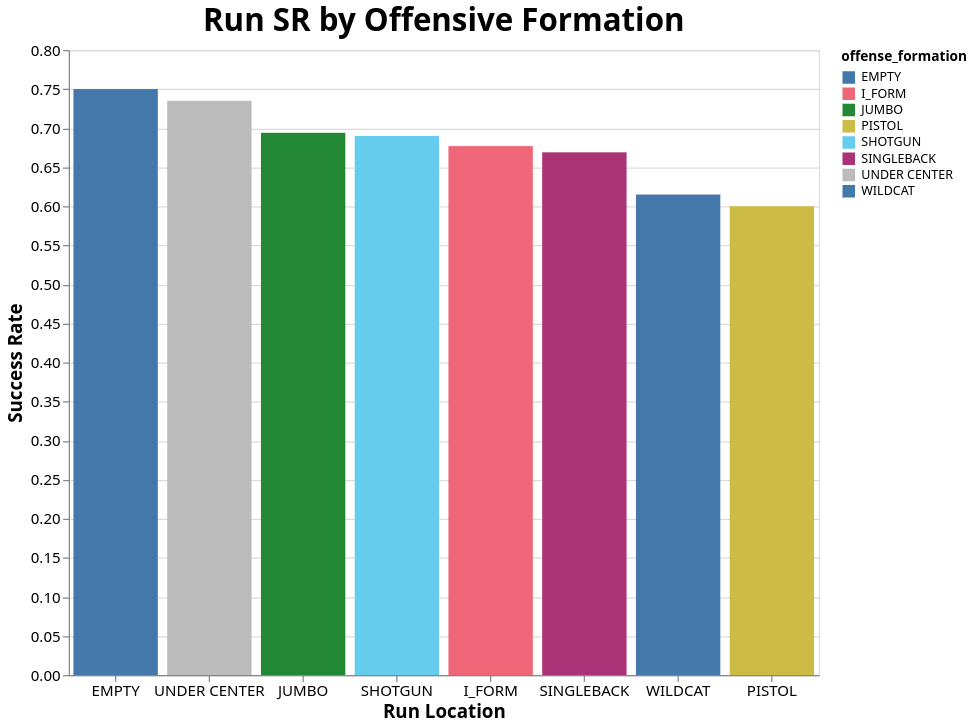 Run SR by Offensive Formation
offense_formation
EMPTY
I_FORM
JUMBO
PISTOL
SHOTGUN
SINGLEBACK
UNDER CENTER
WILDCAT
Success Rate
0.80
0.75
0.70
0.65
0.60
0.55
0.50
0.45
0.40
0.35
0.30
0.25
0.20
0.15
0.10
0.05
0.00
EMPTY UNDER CENTER JUMBO SHOTGUN I_FORM SINGLEBACK WILDCAT PISTOL
Run Location